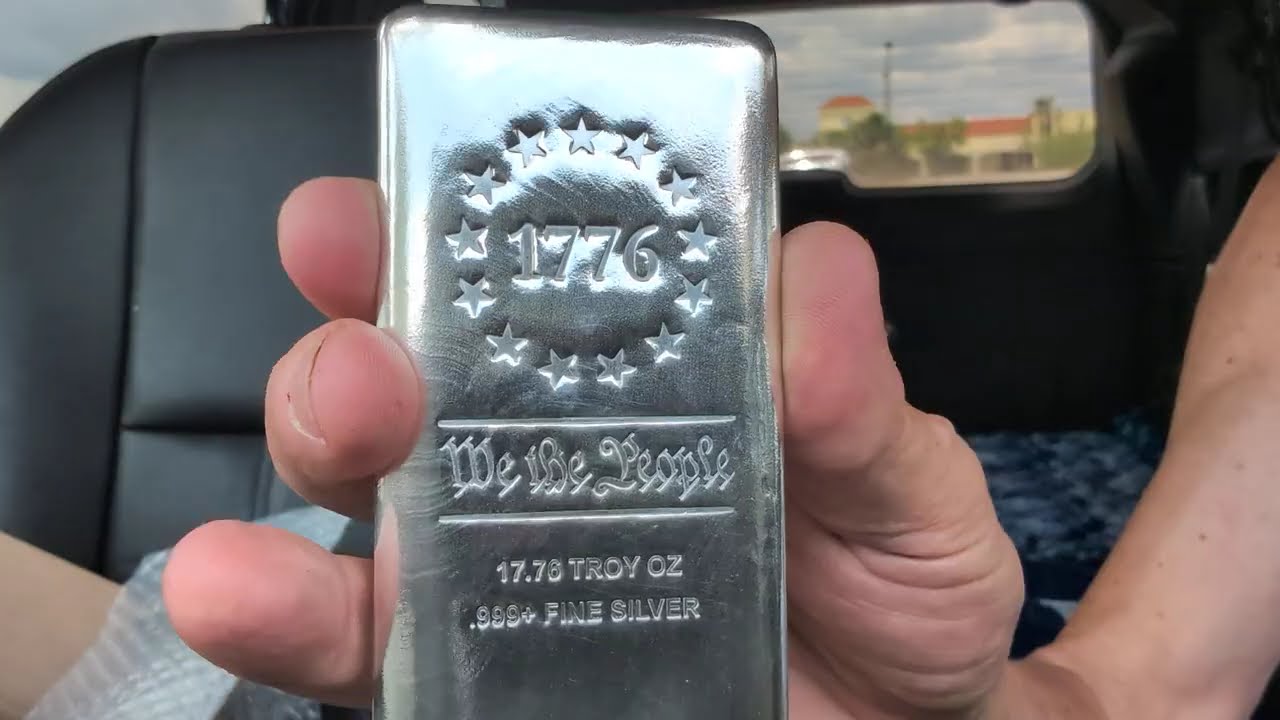 1776
We the People
17.76 TROY OZ
.999+ FINE SILVER